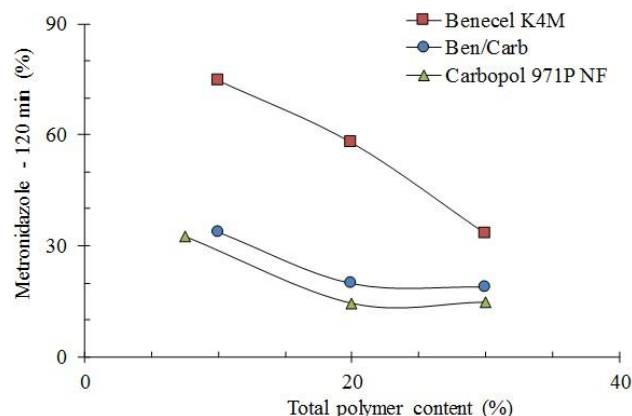 90
60
30
0
Metronidazole - 120 min (%)
Benecel K4M
Ben/Carb
Carbopol 971P NF
0
20
40
Total polymer content (%)